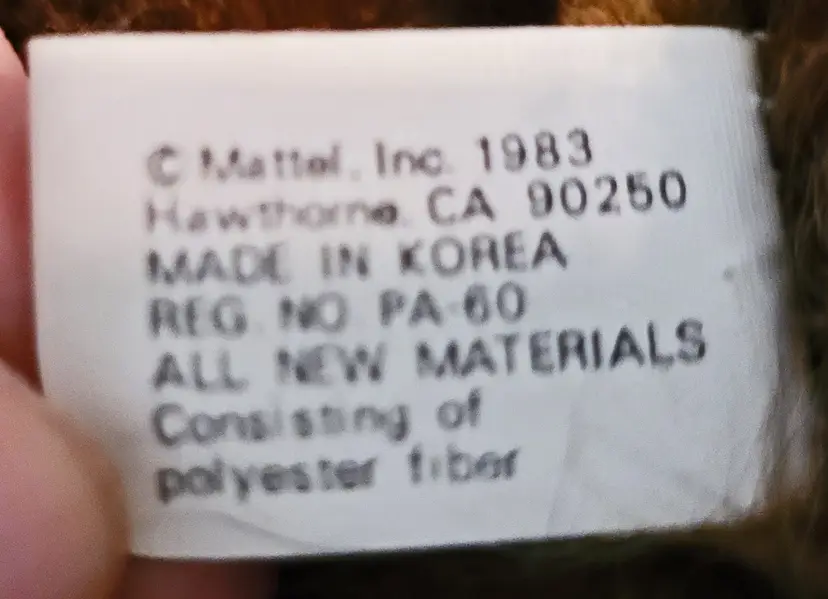 © Mattel, Inc. 1983
Hawthorne, CA 90250
MADE IN KOREA
REG. NO. PA-60
ALL NEW MATERIALS
Consisting of
polyester fiber